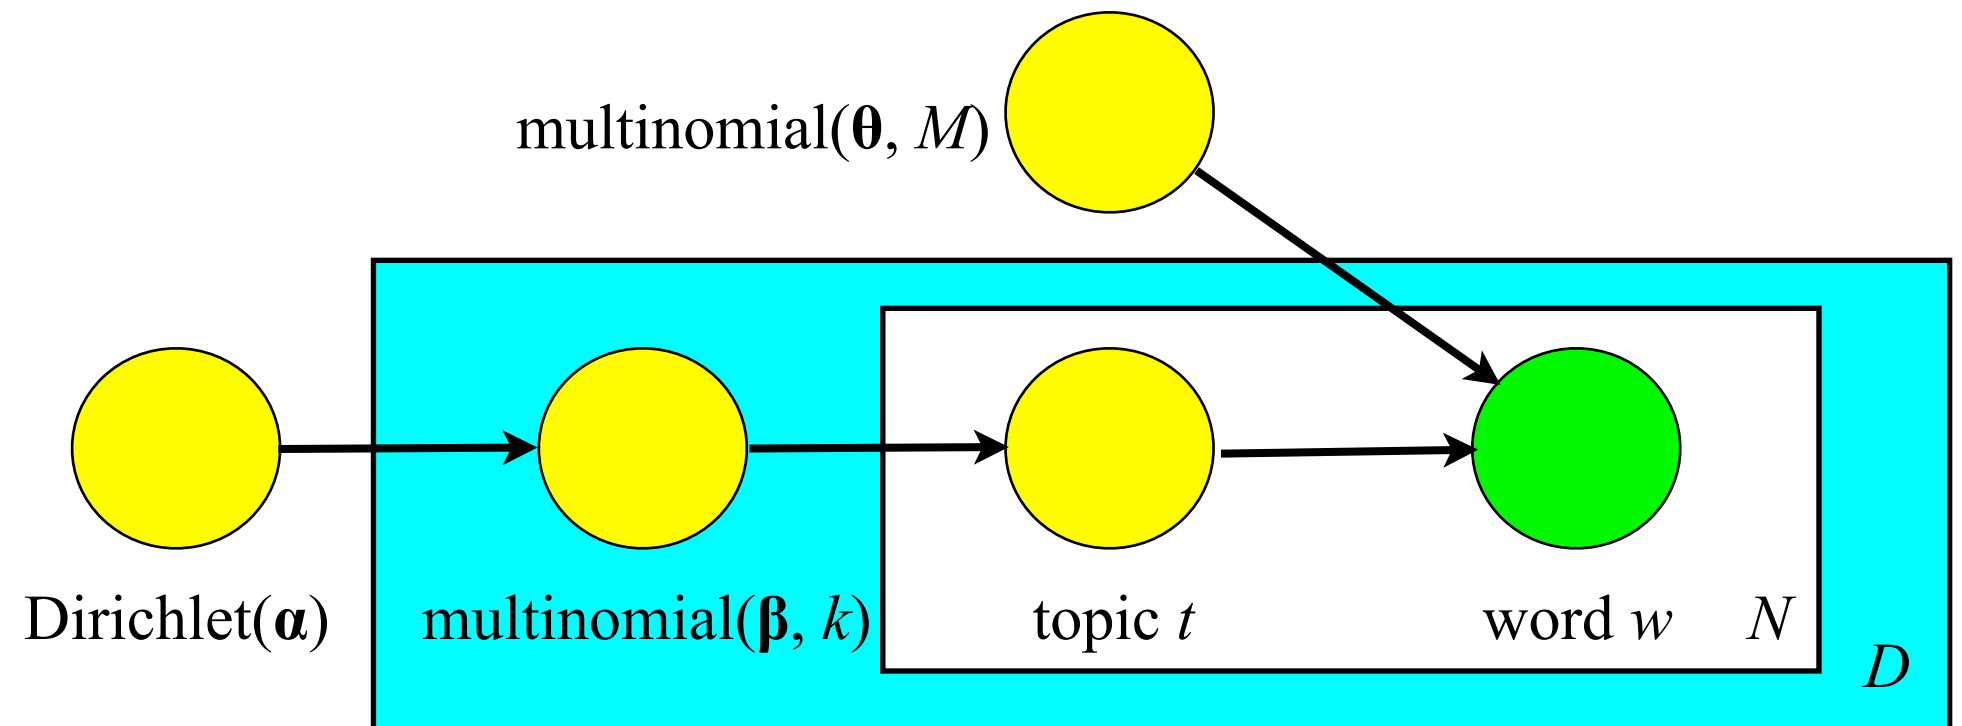 multinomial(θ, M)
Dirichlet(α)
multinomial(β, k)
topic t
word w
N
D